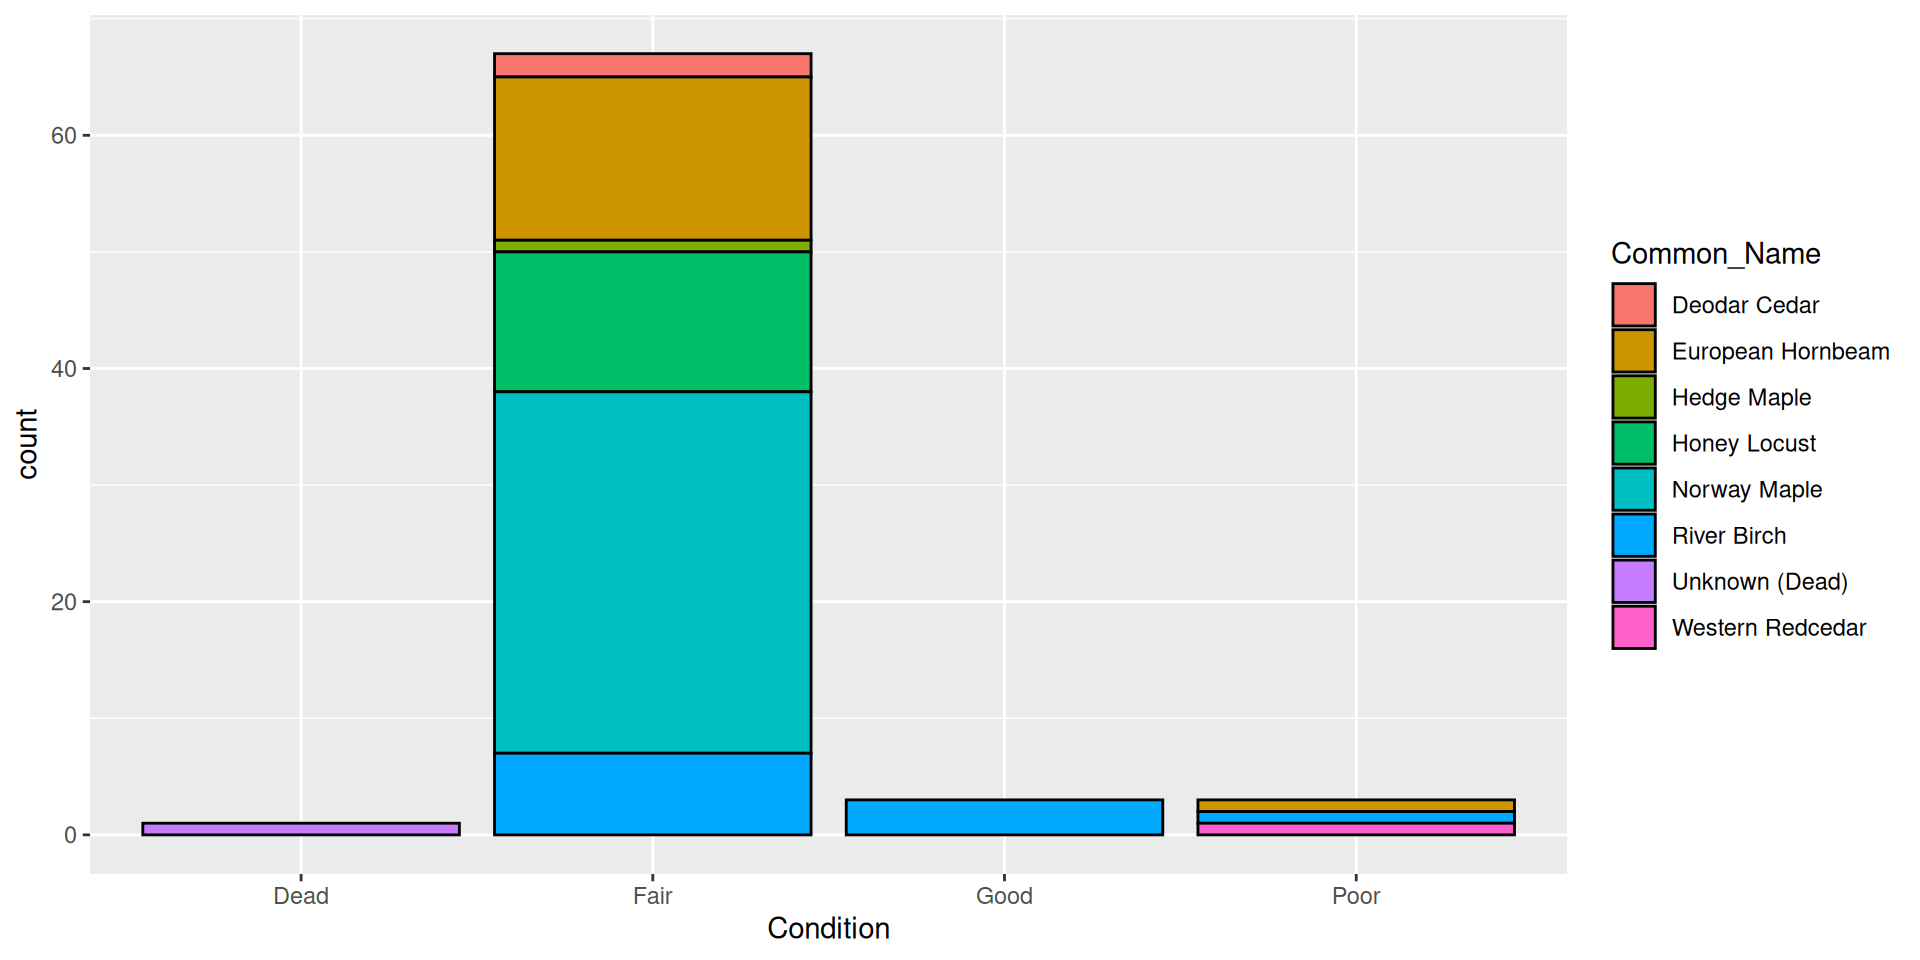 60
40
20
0
count
Dead Fair Good Poor
Condition
Common_Name
Deodar Cedar
European Hornbeam
Hedge Maple
Honey Locust
Norway Maple
River Birch
Unknown (Dead)
Western Redcedar